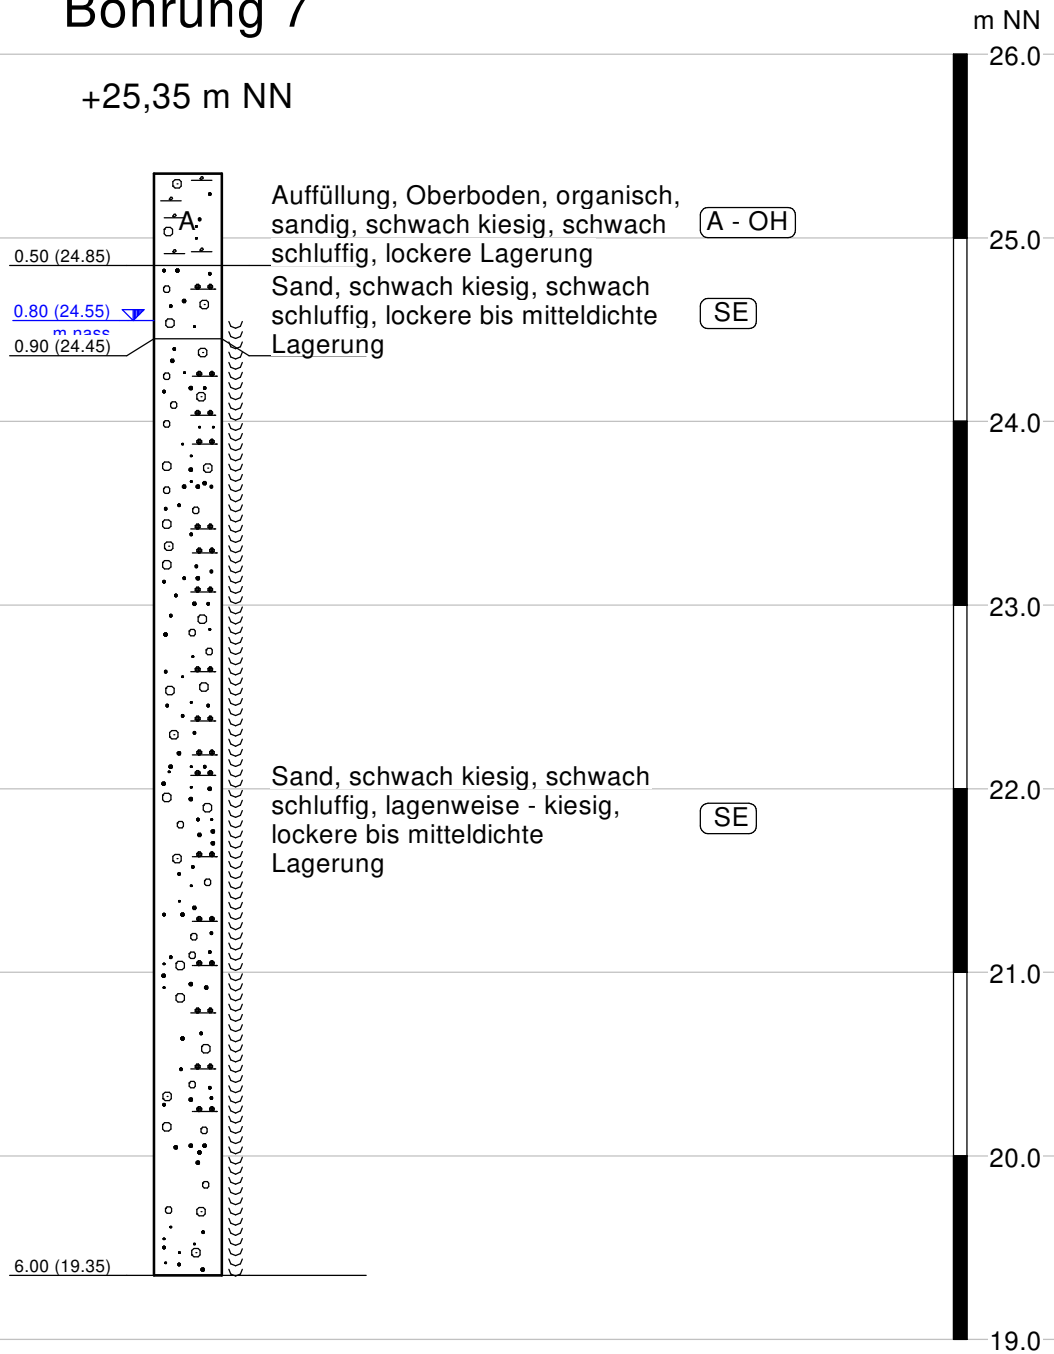 Bohrung 7
m NN
26.0
+25,35 m NN
Auffüllung, Oberboden, organisch,
sandig, schwach kiesig, schwach
schluffig, lockere Lagerung
A - OH
A
25.0
0.50 (24.85)
Sand, schwach kiesig, schwach
schluffig, lockere bis mitteldichte
Lagerung
SE
0.80 (24.55)
m nass
0.90 (24.45)
24.0
23.0
22.0
Sand, schwach kiesig, schwach
schluffig, lagenweise - kiesig,
lockere bis mitteldichte
Lagerung
SE
21.0
20.0
6.00 (19.35)
19.0